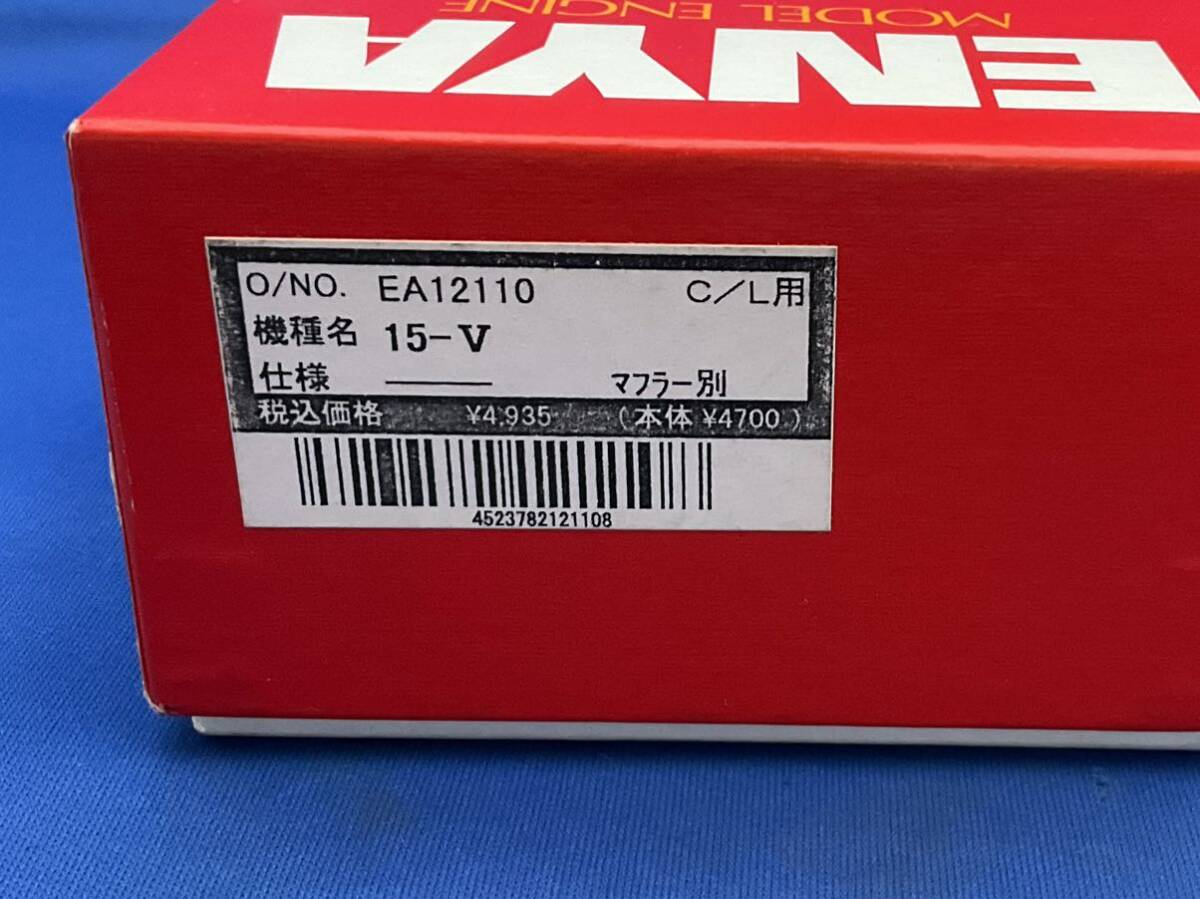 ENYA
MODEL ENGINE
O/NO. EA12110 C／L用
機種名 15-V
仕様 ―― マフラー別
税込価格 ¥4,935 (本体 ¥4700)
4523782121108